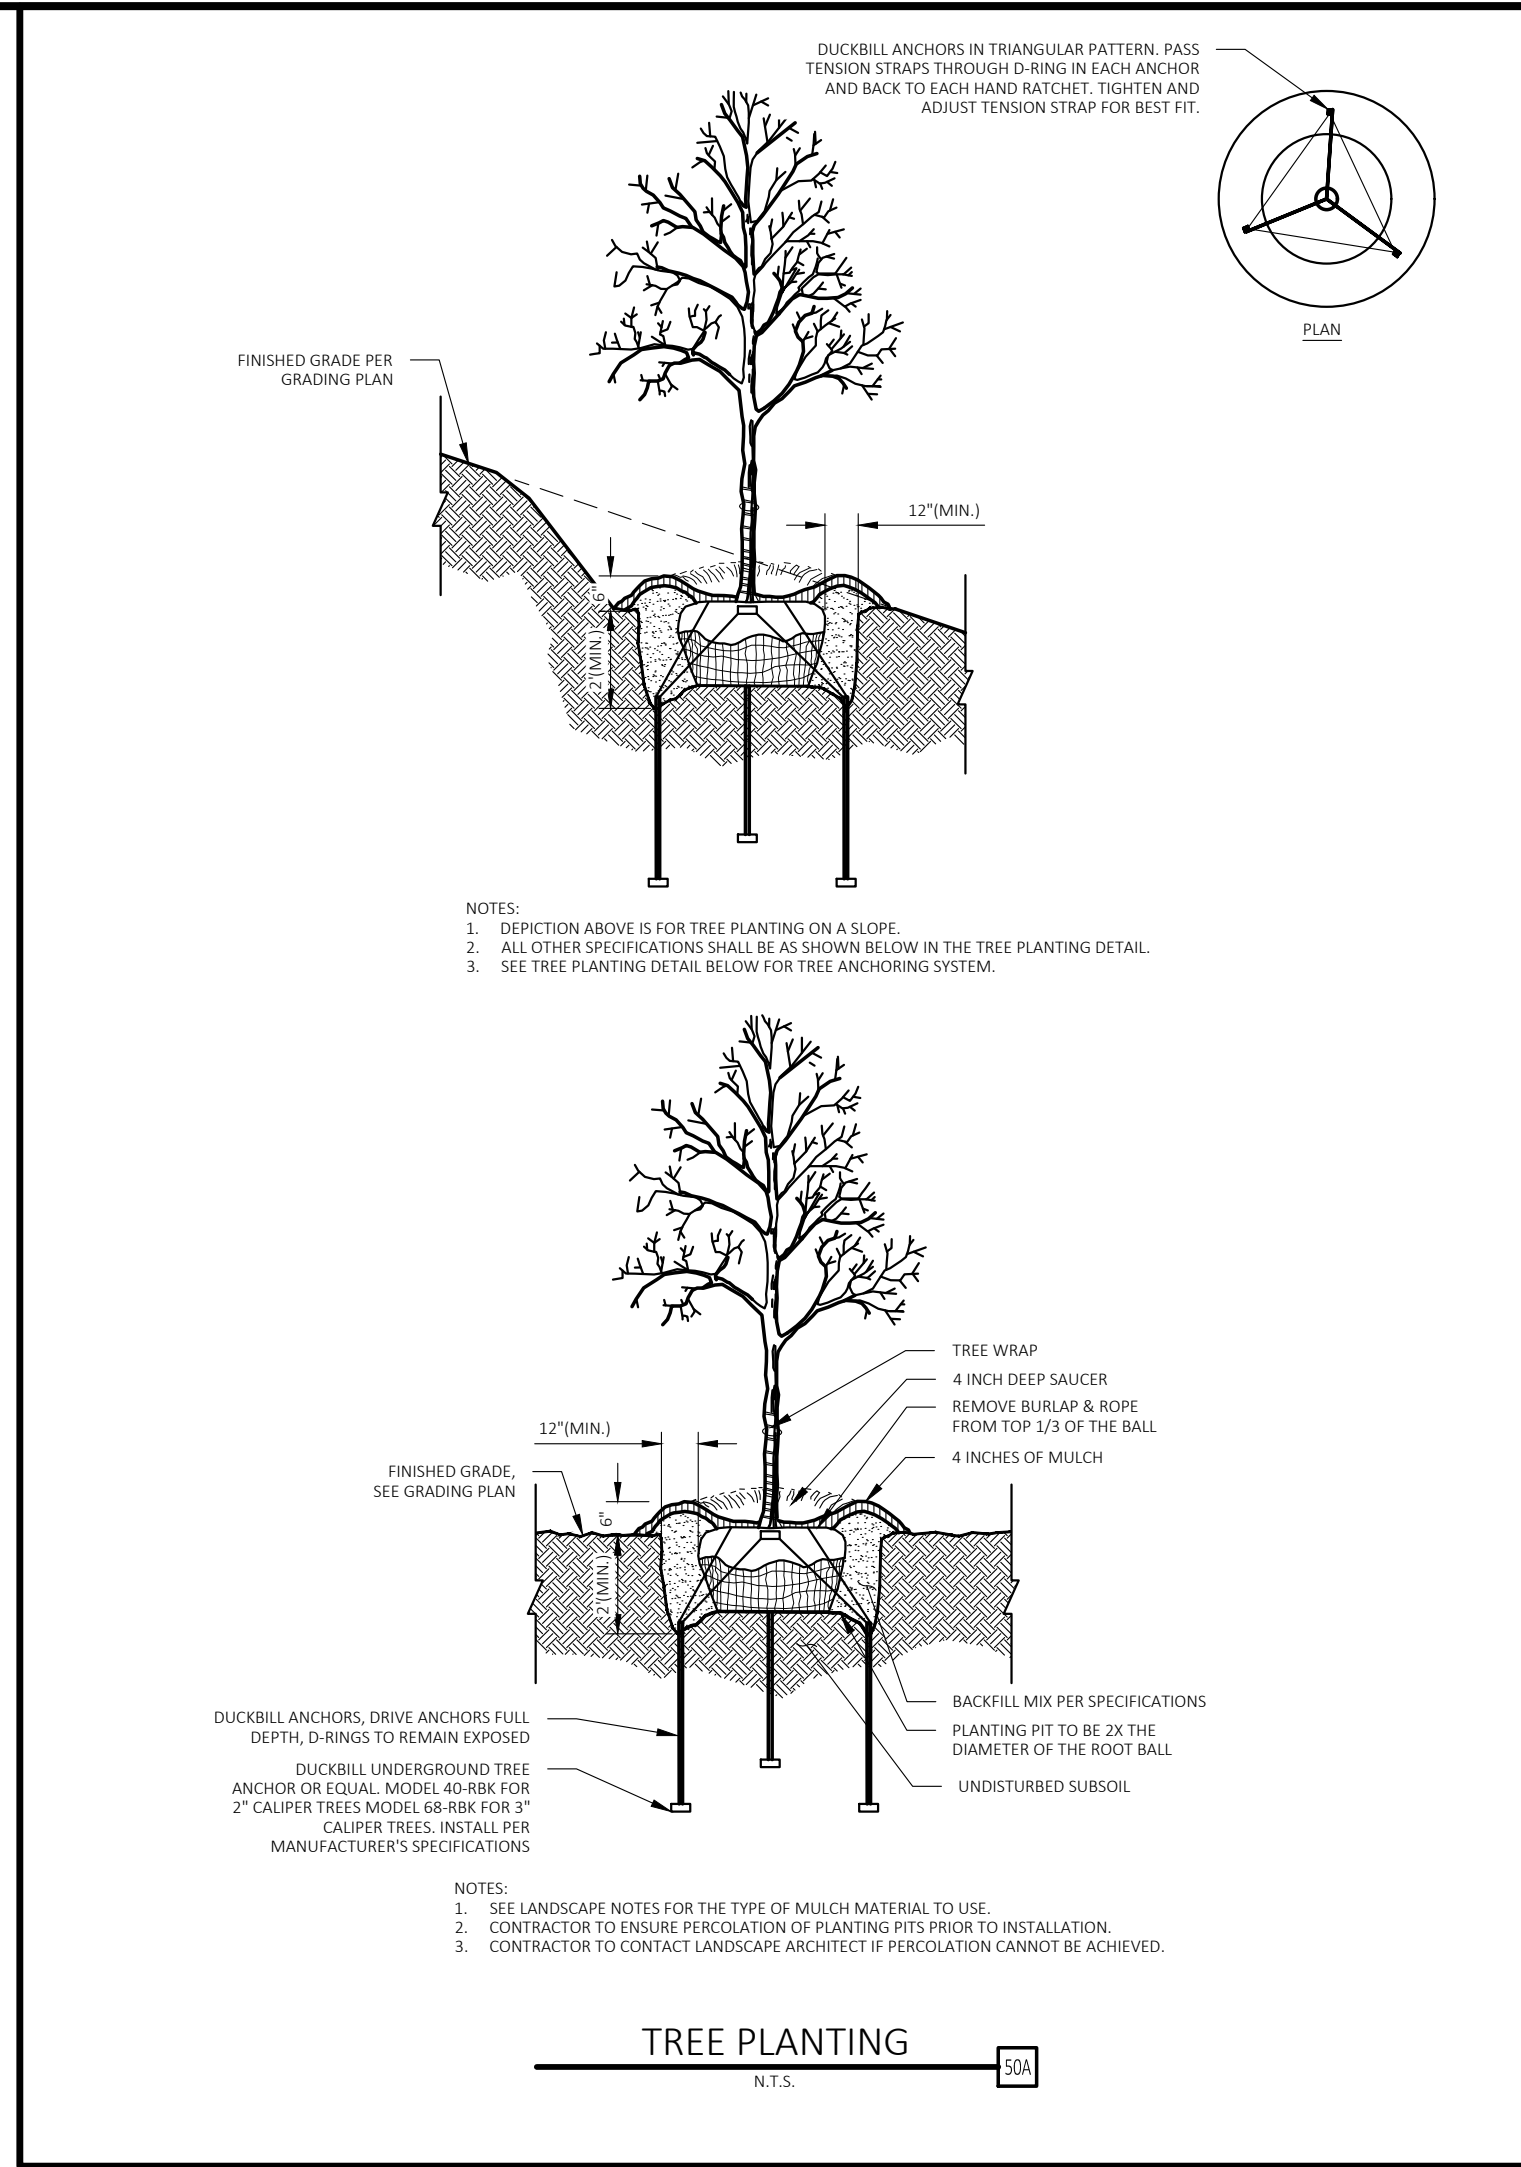 DUCKBILL ANCHORS IN TRIANGULAR PATTERN. PASS
TENSION STRAPS THROUGH D-RING IN EACH ANCHOR
AND BACK TO EACH HAND RATCHET. TIGHTEN AND
ADJUST TENSION STRAP FOR BEST FIT.
PLAN
FINISHED GRADE PER
GRADING PLAN
12"(MIN.)
6"
2'(MIN.)
NOTES:
1. DEPICTION ABOVE IS FOR TREE PLANTING ON A SLOPE.
2. ALL OTHER SPECIFICATIONS SHALL BE AS SHOWN BELOW IN THE TREE PLANTING DETAIL.
3. SEE TREE PLANTING DETAIL BELOW FOR TREE ANCHORING SYSTEM.
TREE WRAP
4 INCH DEEP SAUCER
REMOVE BURLAP & ROPE
FROM TOP 1/3 OF THE BALL
4 INCHES OF MULCH
12"(MIN.)
FINISHED GRADE,
SEE GRADING PLAN
6"
2'(MIN.)
BACKFILL MIX PER SPECIFICATIONS
PLANTING PIT TO BE 2X THE
DIAMETER OF THE ROOT BALL
UNDISTURBED SUBSOIL
DUCKBILL ANCHORS, DRIVE ANCHORS FULL
DEPTH, D-RINGS TO REMAIN EXPOSED
DUCKBILL UNDERGROUND TREE
ANCHOR OR EQUAL. MODEL 40-RBK FOR
2" CALIPER TREES MODEL 68-RBK FOR 3"
CALIPER TREES. INSTALL PER
MANUFACTURER'S SPECIFICATIONS
NOTES:
1. SEE LANDSCAPE NOTES FOR THE TYPE OF MULCH MATERIAL TO USE.
2. CONTRACTOR TO ENSURE PERCOLATION OF PLANTING PITS PRIOR TO INSTALLATION.
3. CONTRACTOR TO CONTACT LANDSCAPE ARCHITECT IF PERCOLATION CANNOT BE ACHIEVED.
TREE PLANTING
50A
N.T.S.